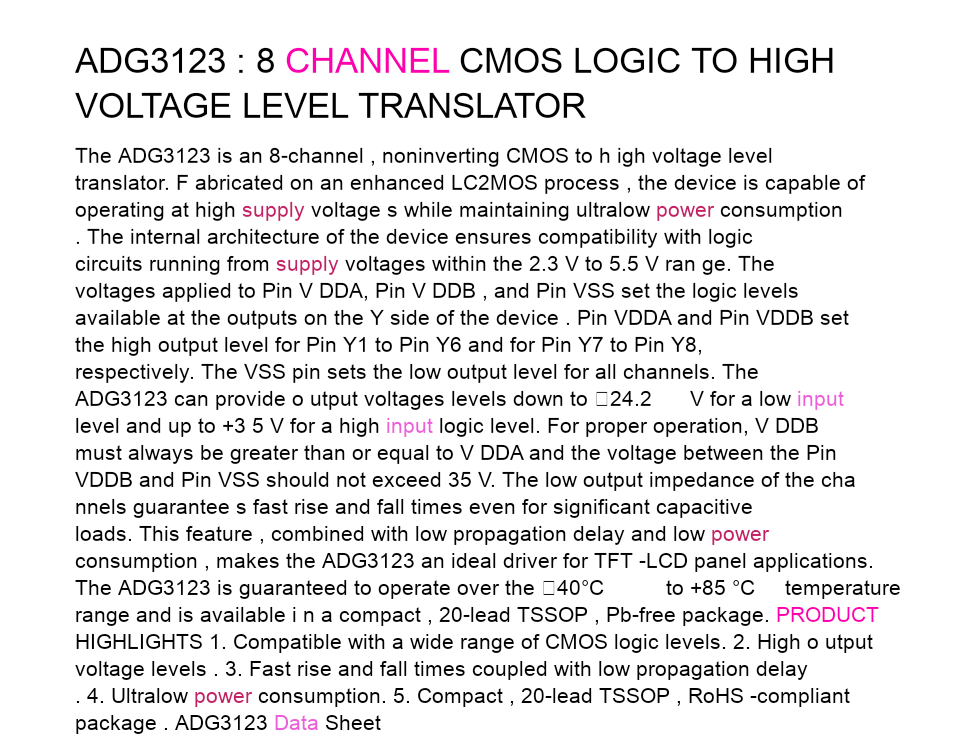 ADG3123 : 8 CHANNEL CMOS LOGIC TO HIGH
VOLTAGE LEVEL TRANSLATOR
The ADG3123 is an 8-channel , noninverting CMOS to h igh voltage level
translator. F abricated on an enhanced LC2MOS process , the device is capable of
operating at high supply voltage s while maintaining ultralow power consumption
. The internal architecture of the device ensures compatibility with logic
circuits running from supply voltages within the 2.3 V to 5.5 V ran ge. The
voltages applied to Pin V DDA, Pin V DDB , and Pin VSS set the logic levels
available at the outputs on the Y side of the device . Pin VDDA and Pin VDDB set
the high output level for Pin Y1 to Pin Y6 and for Pin Y7 to Pin Y8,
respectively. The VSS pin sets the low output level for all channels. The
ADG3123 can provide o utput voltages levels down to □24.2 V for a low input
level and up to +3 5 V for a high input logic level. For proper operation, V DDB
must always be greater than or equal to V DDA and the voltage between the Pin
VDDB and Pin VSS should not exceed 35 V. The low output impedance of the cha
nnels guarantee s fast rise and fall times even for significant capacitive
loads. This feature , combined with low propagation delay and low power
consumption , makes the ADG3123 an ideal driver for TFT -LCD panel applications.
The ADG3123 is guaranteed to operate over the □40°C to +85 °C temperature
range and is available i n a compact , 20-lead TSSOP , Pb-free package. PRODUCT
HIGHLIGHTS 1. Compatible with a wide range of CMOS logic levels. 2. High o utput
voltage levels . 3. Fast rise and fall times coupled with low propagation delay
. 4. Ultralow power consumption. 5. Compact , 20-lead TSSOP , RoHS -compliant
package . ADG3123 Data Sheet